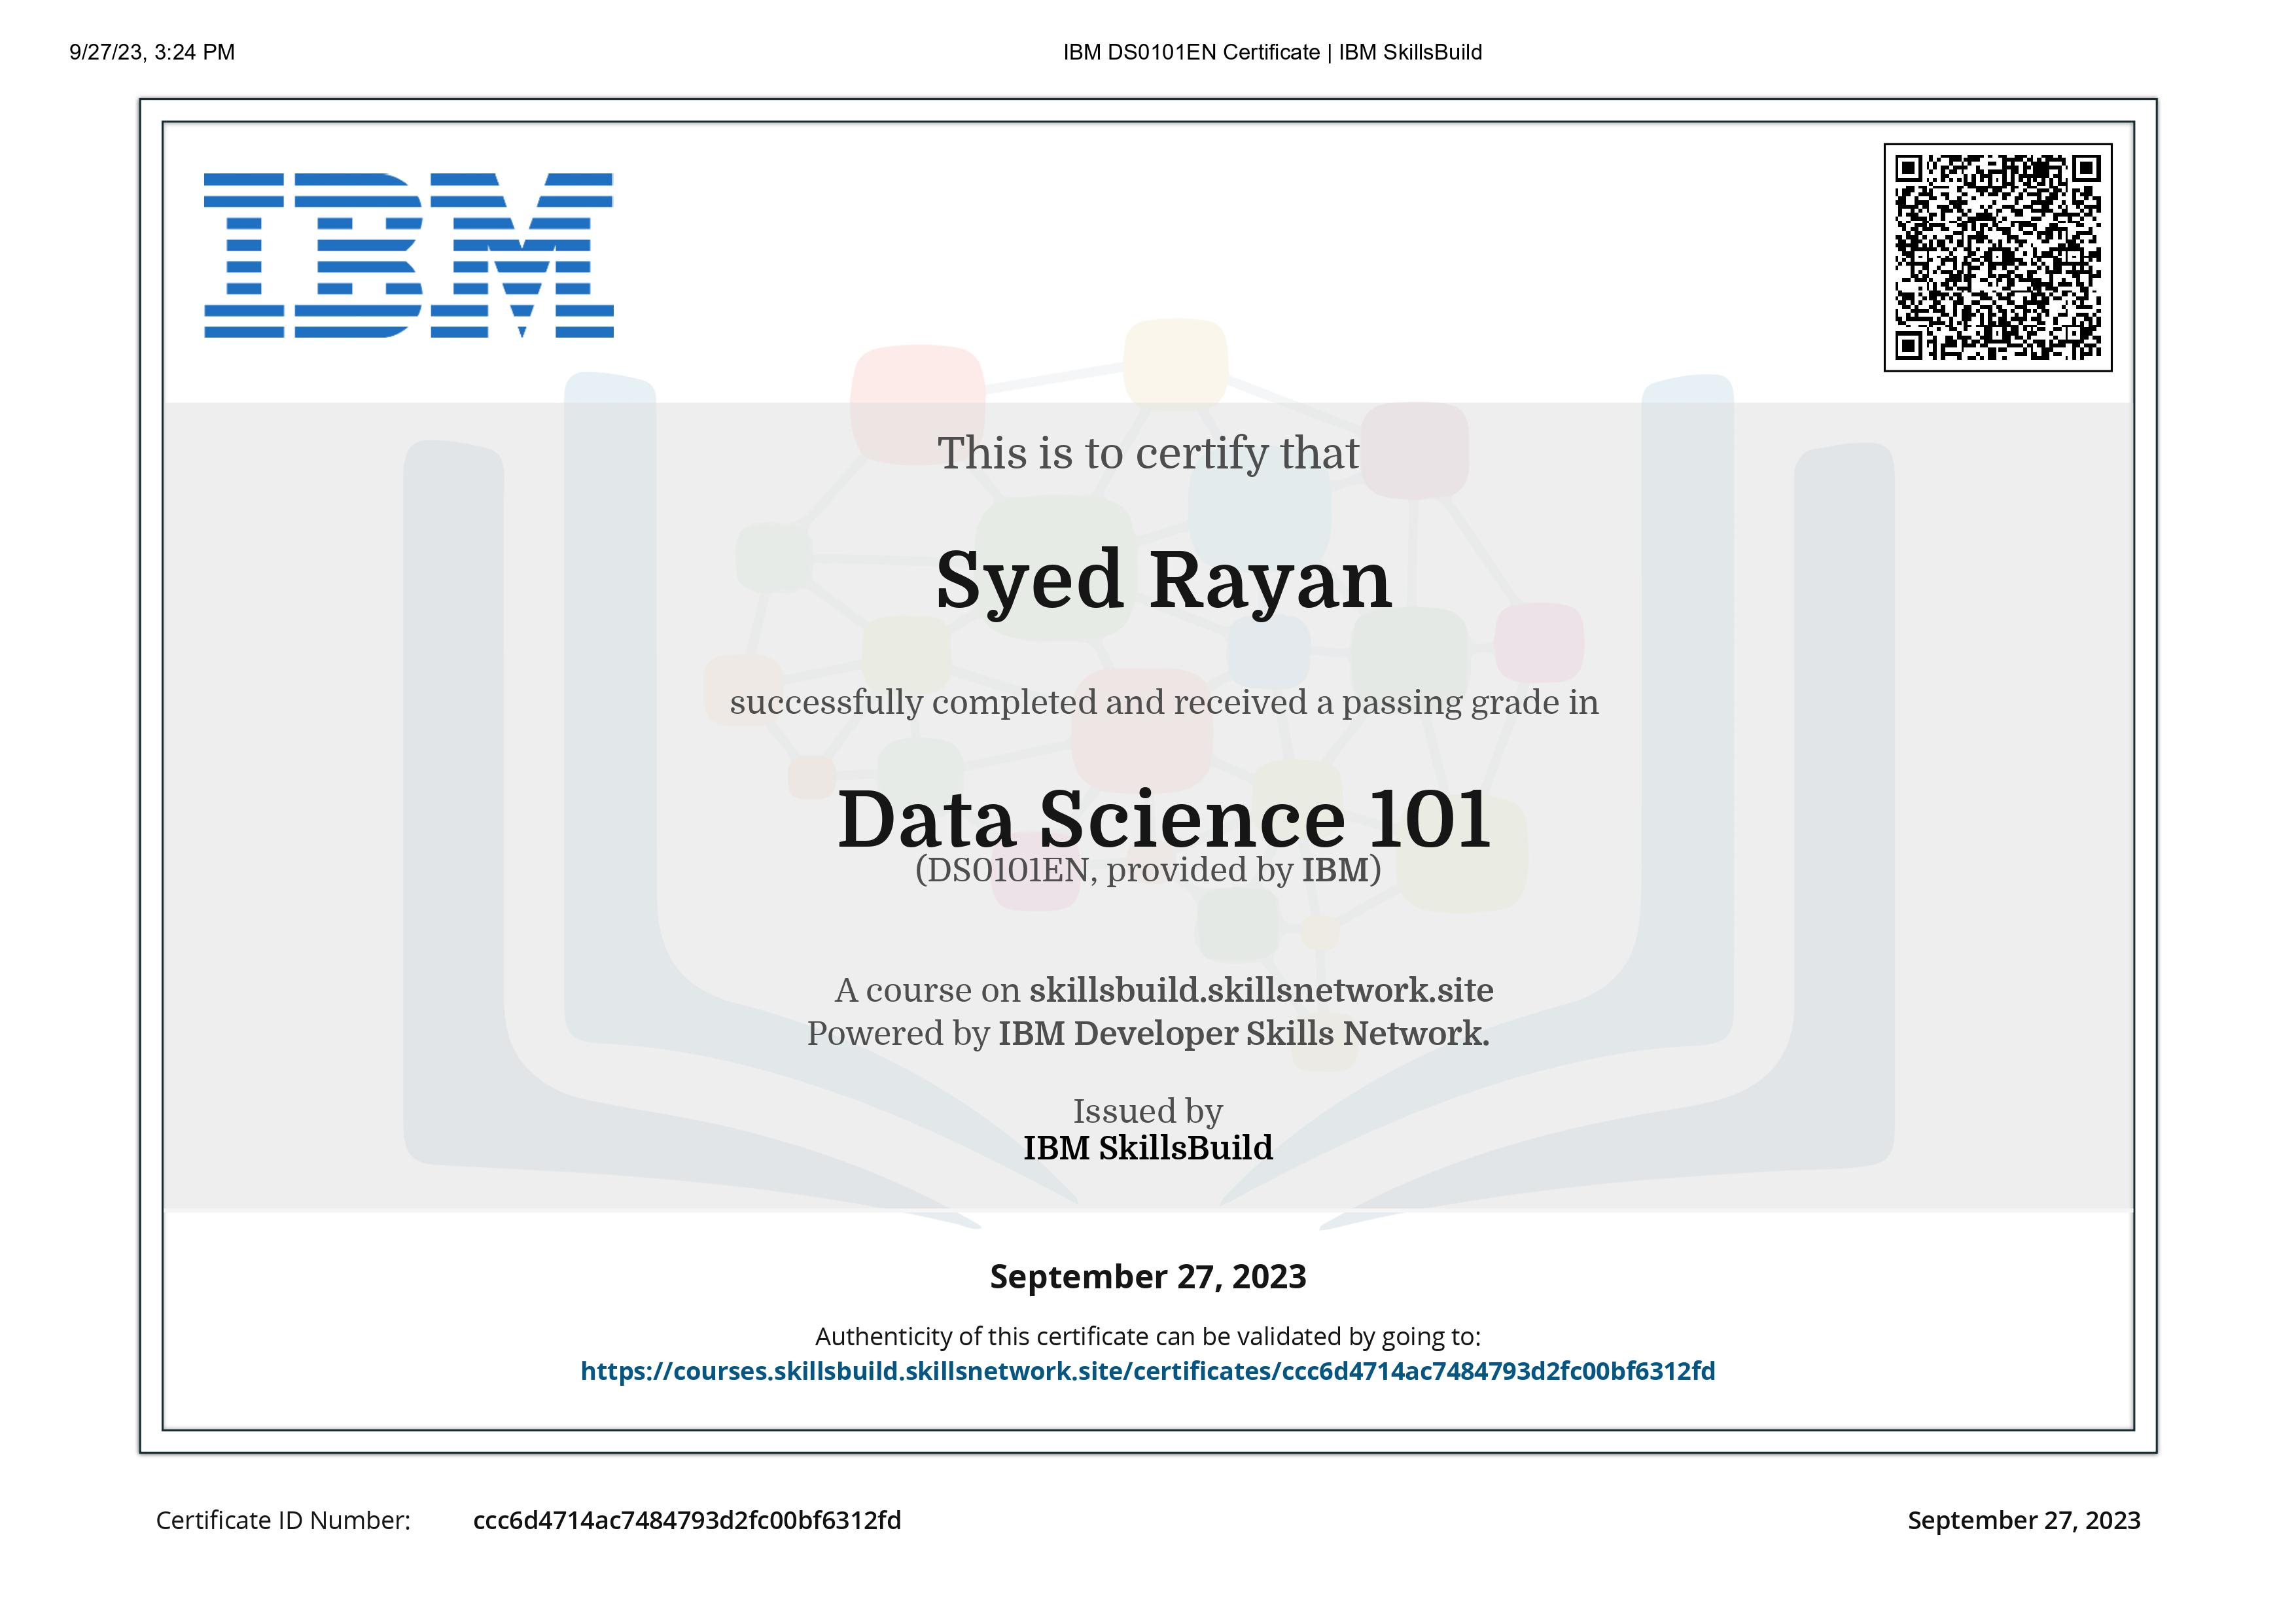 9/27/23, 3:24 PM
IBM DS0101EN Certificate | IBM SkillsBuild
IBM
This is to certify that
Syed Rayan
successfully completed and received a passing grade in
Data Science 101
(DS0101EN, provided by IBM)
A course on skillsbuild.skillsnetwork.site
Powered by IBM Developer Skills Network.
Issued by
IBM SkillsBuild
September 27, 2023
Authenticity of this certificate can be validated by going to:
https://courses.skillsbuild.skillsnetwork.site/certificates/ccc6d4714ac7484793d2fc00bf6312fd
Certificate ID Number: ccc6d4714ac7484793d2fc00bf6312fd
September 27, 2023